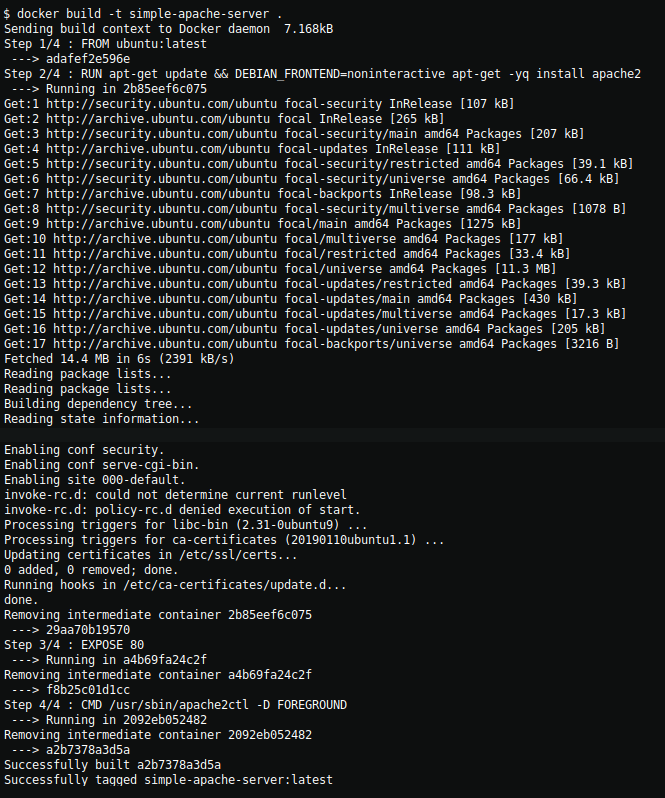 $ docker build -t simple-apache-server .
Sending build context to Docker daemon  7.168kB
Step 1/4 : FROM ubuntu:latest
 ---> adafef2e596e
Step 2/4 : RUN apt-get update && DEBIAN_FRONTEND=noninteractive apt-get -yq install apache2
 ---> Running in 2b85eef6c075
Get:1 http://security.ubuntu.com/ubuntu focal-security InRelease [107 kB]
Get:2 http://archive.ubuntu.com/ubuntu focal InRelease [265 kB]
Get:3 http://security.ubuntu.com/ubuntu focal-security/main amd64 Packages [207 kB]
Get:4 http://archive.ubuntu.com/ubuntu focal-updates InRelease [111 kB]
Get:5 http://security.ubuntu.com/ubuntu focal-security/restricted amd64 Packages [39.1 kB]
Get:6 http://security.ubuntu.com/ubuntu focal-security/universe amd64 Packages [66.4 kB]
Get:7 http://archive.ubuntu.com/ubuntu focal-backports InRelease [98.3 kB]
Get:8 http://security.ubuntu.com/ubuntu focal-security/multiverse amd64 Packages [1078 B]
Get:9 http://archive.ubuntu.com/ubuntu focal/main amd64 Packages [1275 kB]
Get:10 http://archive.ubuntu.com/ubuntu focal/multiverse amd64 Packages [177 kB]
Get:11 http://archive.ubuntu.com/ubuntu focal/restricted amd64 Packages [33.4 kB]
Get:12 http://archive.ubuntu.com/ubuntu focal/universe amd64 Packages [11.3 MB]
Get:13 http://archive.ubuntu.com/ubuntu focal-updates/restricted amd64 Packages [39.3 kB]
Get:14 http://archive.ubuntu.com/ubuntu focal-updates/main amd64 Packages [430 kB]
Get:15 http://archive.ubuntu.com/ubuntu focal-updates/multiverse amd64 Packages [17.3 kB]
Get:16 http://archive.ubuntu.com/ubuntu focal-updates/universe amd64 Packages [205 kB]
Get:17 http://archive.ubuntu.com/ubuntu focal-backports/universe amd64 Packages [3216 B]
Fetched 14.4 MB in 6s (2391 kB/s)
Reading package lists...
Reading package lists...
Building dependency tree...
Reading state information...
Enabling conf security.
Enabling conf serve-cgi-bin.
Enabling site 000-default.
invoke-rc.d: could not determine current runlevel
invoke-rc.d: policy-rc.d denied execution of start.
Processing triggers for libc-bin (2.31-0ubuntu9) ...
Processing triggers for ca-certificates (20190110ubuntu1.1) ...
Updating certificates in /etc/ssl/certs...
0 added, 0 removed; done.
Running hooks in /etc/ca-certificates/update.d...
done.
Removing intermediate container 2b85eef6c075
 ---> 29aa70b19570
Step 3/4 : EXPOSE 80
 ---> Running in a4b69fa24c2f
Removing intermediate container a4b69fa24c2f
 ---> f8b25c01d1cc
Step 4/4 : CMD /usr/sbin/apache2ctl -D FOREGROUND
 ---> Running in 2092eb052482
Removing intermediate container 2092eb052482
 ---> a2b7378a3d5a
Successfully built a2b7378a3d5a
Successfully tagged simple-apache-server:latest